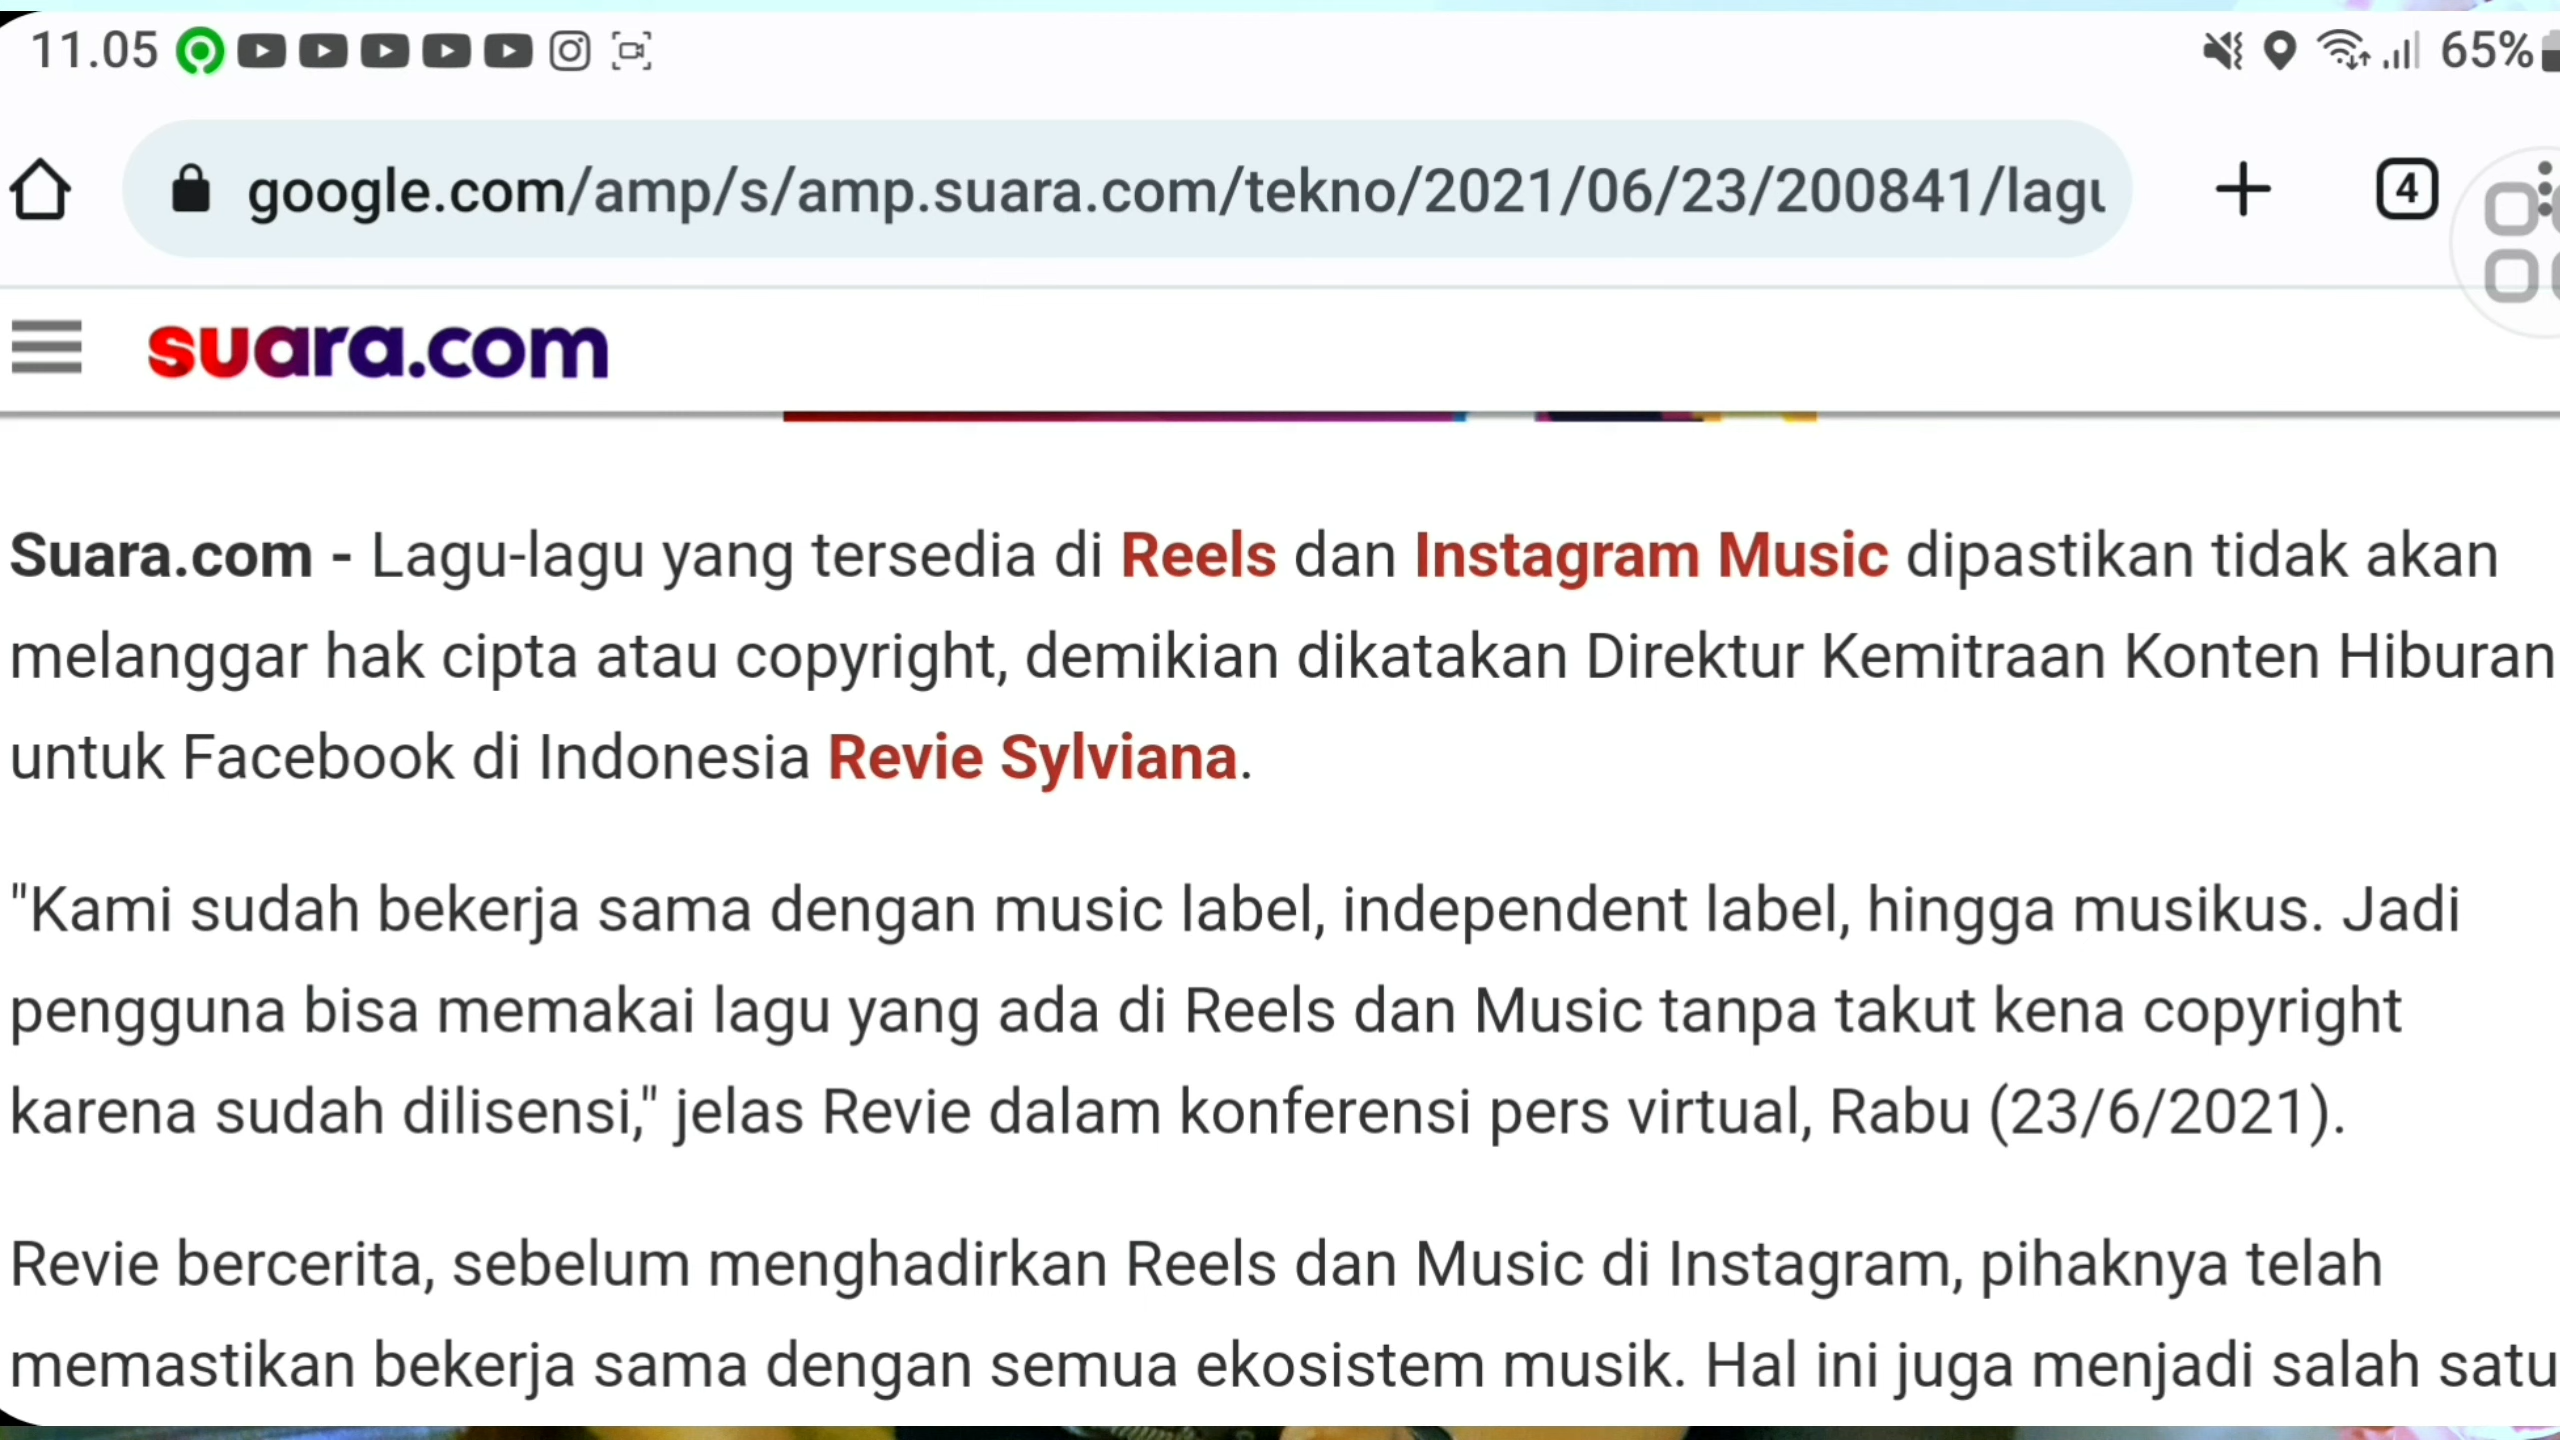 11.05
65%
google.com/amp/s/amp.suara.com/tekno/2021/06/23/200841/lagu
4
suara.com
Suara.com - Lagu-lagu yang tersedia di Reels dan Instagram Music dipastikan tidak akan
melanggar hak cipta atau copyright, demikian dikatakan Direktur Kemitraan Konten Hiburan
untuk Facebook di Indonesia Revie Sylviana.
"Kami sudah bekerja sama dengan music label, independent label, hingga musikus. Jadi
pengguna bisa memakai lagu yang ada di Reels dan Music tanpa takut kena copyright
karena sudah dilisensi," jelas Revie dalam konferensi pers virtual, Rabu (23/6/2021).
Revie bercerita, sebelum menghadirkan Reels dan Music di Instagram, pihaknya telah
memastikan bekerja sama dengan semua ekosistem musik. Hal ini juga menjadi salah satu